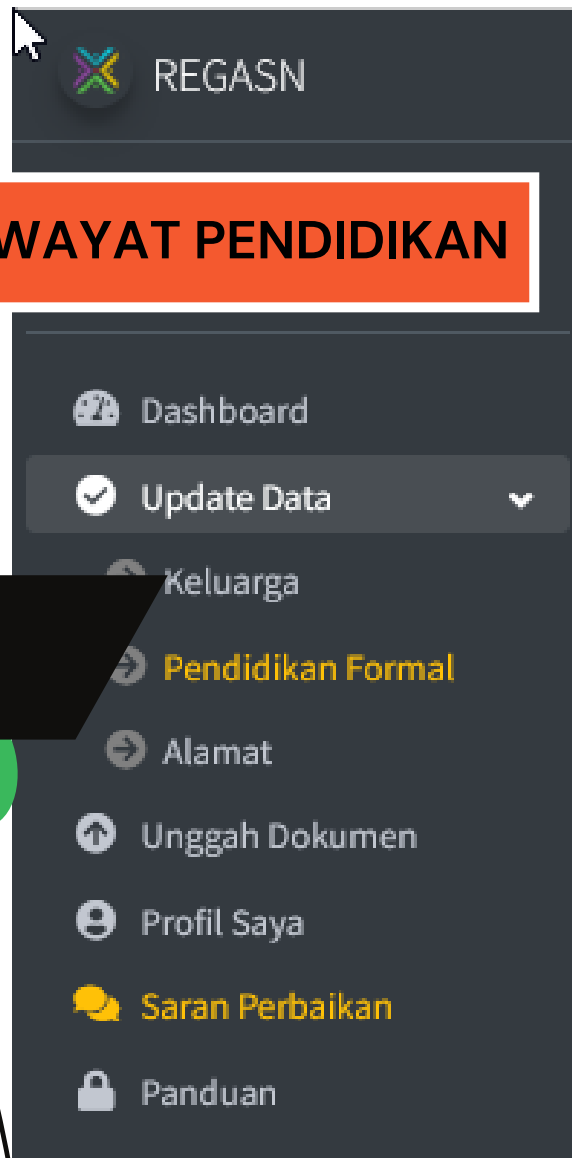 REGASN
WAYAT PENDIDIKAN
Dashboard
Update Data
Keluarga
Pendidikan Formal
Alamat
Unggah Dokumen
Profil Saya
Saran Perbaikan
Panduan